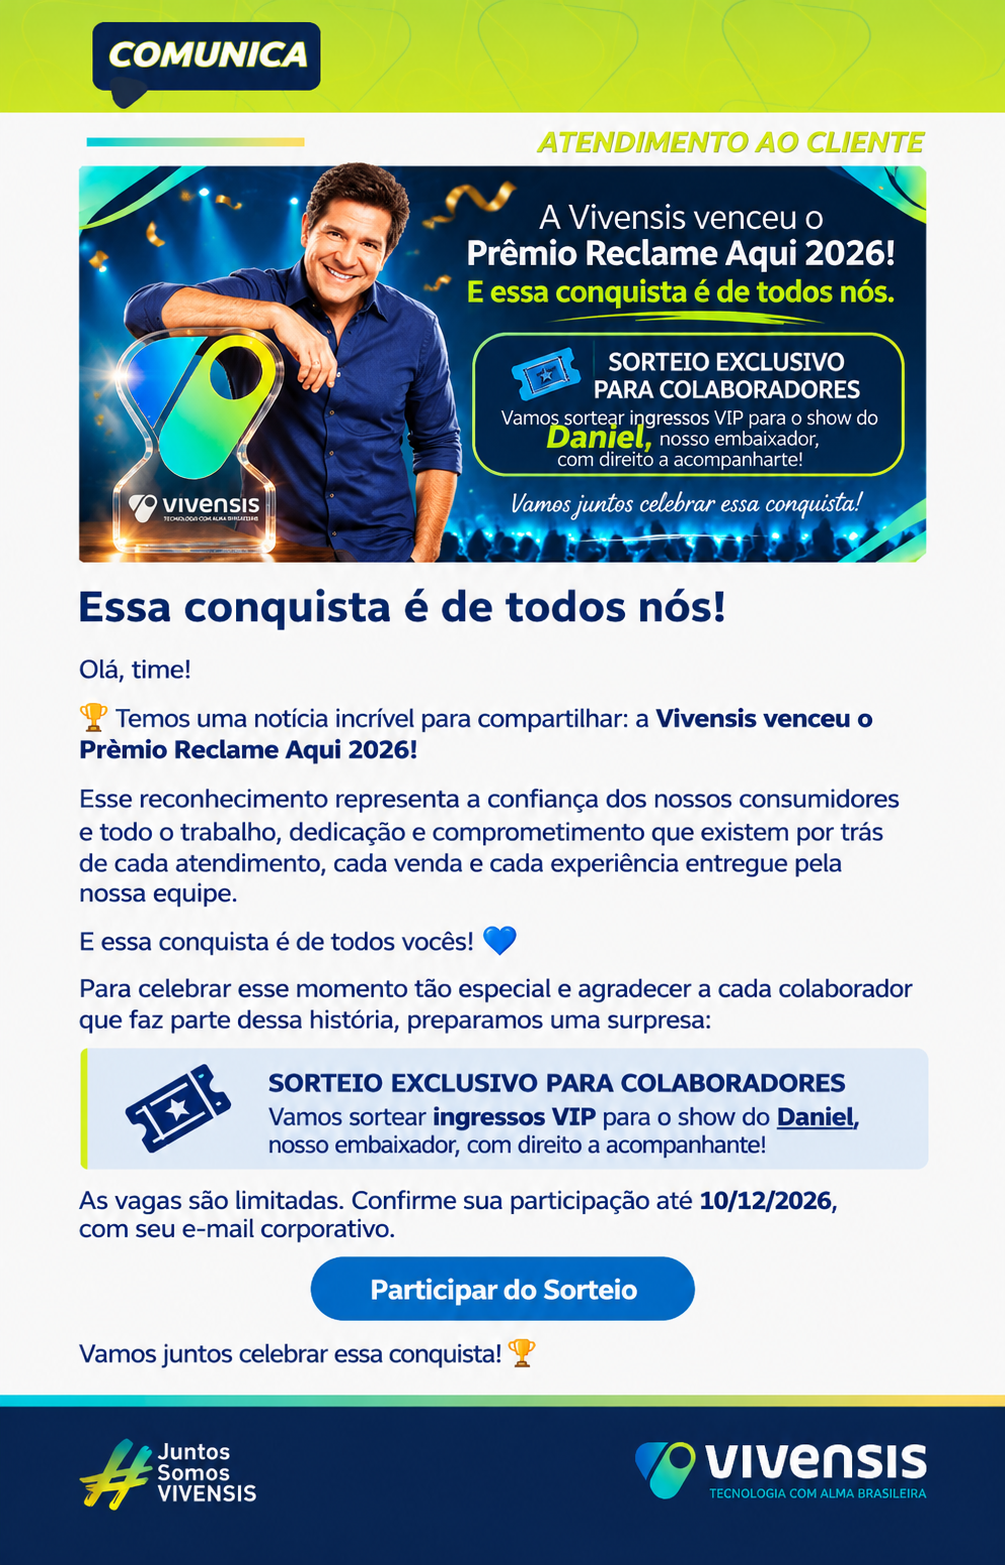 COMUNICA
ATENDIMENTO AO CLIENTE
A Vivensis venceu o
Prêmio Reclame Aqui 2026!
E essa conquista é de todos nós.
SORTEIO EXCLUSIVO
PARA COLABORADORES
Vamos sortear ingressos VIP para o show do
Daniel, nosso embaixador,
com direito a acompanharte!
Vamos juntos celebrar essa conquista!
VIVENSIS
TECNOLOGIA COM ALMA BRASILEIRA
Essa conquista é de todos nós!
Olá, time!
🏆 Temos uma notícia incrível para compartilhar: a Vivensis venceu o
Prèmio Reclame Aqui 2026!
Esse reconhecimento representa a confiança dos nossos consumidores
e todo o trabalho, dedicação e comprometimento que existem por trás
de cada atendimento, cada venda e cada experiência entregue pela
nossa equipe.
E essa conquista é de todos vocês! 💙
Para celebrar esse momento tão especial e agradecer a cada colaborador
que faz parte dessa história, preparamos uma surpresa:
SORTEIO EXCLUSIVO PARA COLABORADORES
Vamos sortear ingressos VIP para o show do Daniel,
nosso embaixador, com direito a acompanhante!
As vagas são limitadas. Confirme sua participação até 10/12/2026,
com seu e-mail corporativo.
Participar do Sorteio
Vamos juntos celebrar essa conquista! 🏆
# Juntos
Somos
VIVENSIS
VIVENSIS
TECNOLOGIA COM ALMA BRASILEIRA